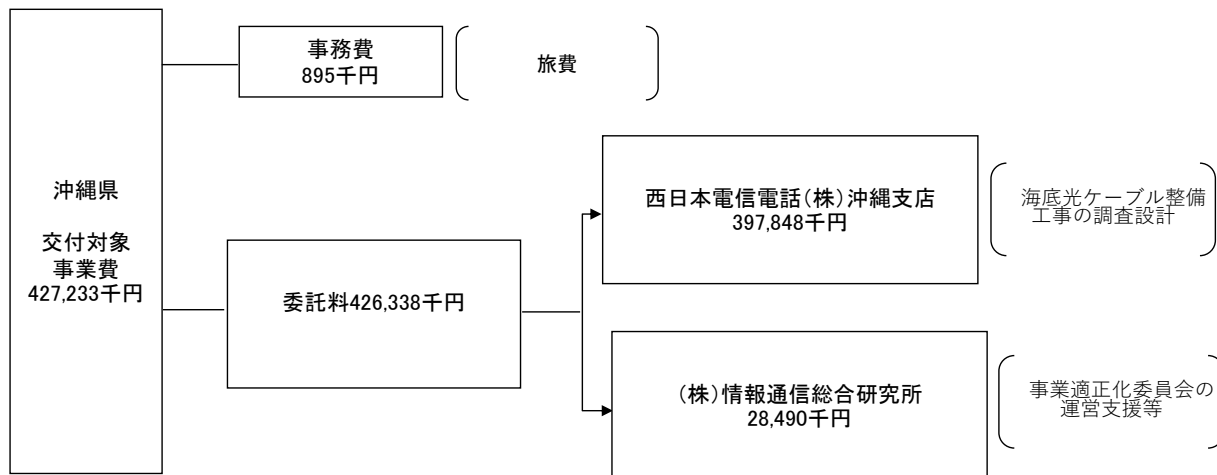 沖縄県
交付対象
事業費
427,233千円
事務費
895千円
旅費
委託料426,338千円
西日本電信電話(株)沖縄支店
397,848千円
海底光ケーブル整備
工事の調査設計
(株)情報通信総合研究所
28,490千円
事業適正化委員会の
運営支援等